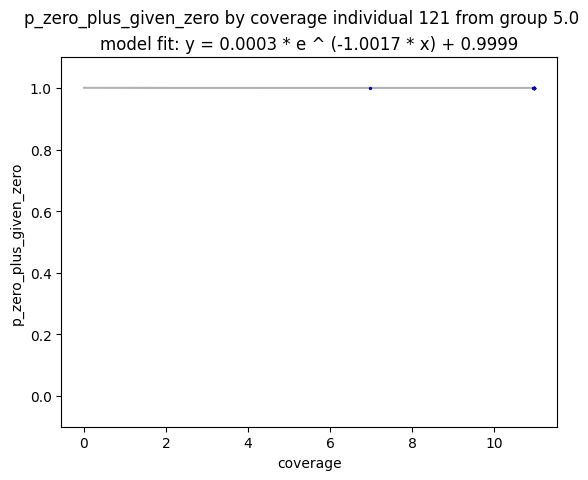 p_zero_plus_given_zero by coverage individual 121 from group 5.0
model fit: y = 0.0003 * e ^ (-1.0017 * x) + 0.9999
1.0
0.8
0.6
0.4
0.2
0.0
p_zero_plus_given_zero
0 2 4 6 8 10
coverage